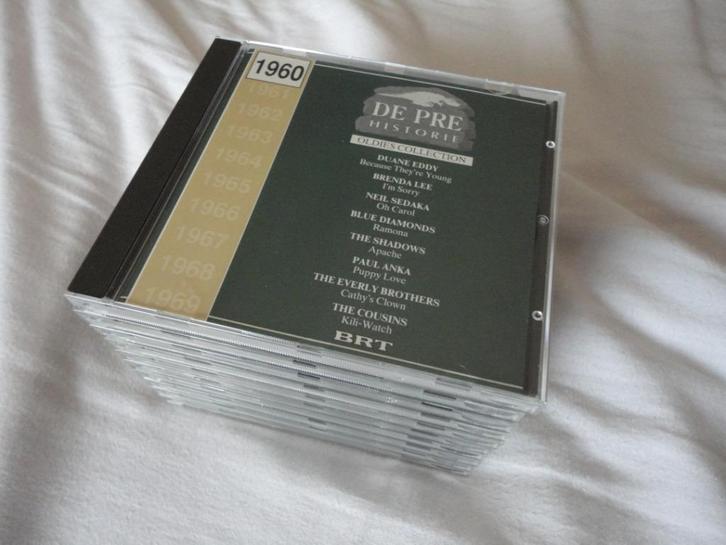 1960
1961
1962
1963
1964
1965
1966
1967
1968
1969
DE PRE
HISTORIE
OLDIES COLLECTION
DUANE EDDY
Because They're Young
BRENDA LEE
I'm Sorry
NEIL SEDAKA
Oh Carol
BLUE DIAMONDS
Ramona
THE SHADOWS
Apache
PAUL ANKA
Puppy Love
THE EVERLY BROTHERS
Cathy's Clown
THE COUSINS
Kili-Watch
BRT